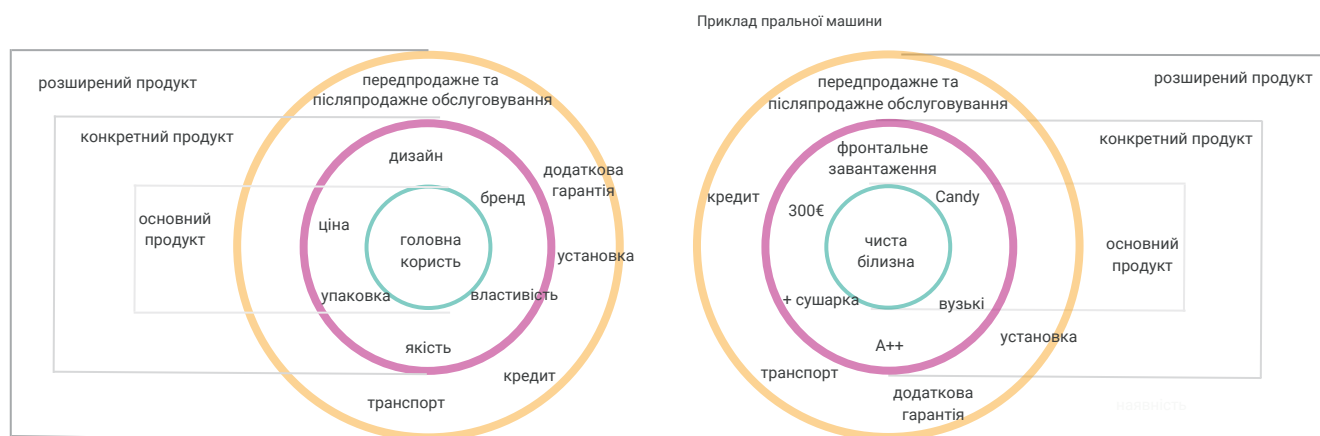 Приклад пральної машини
розширений продукт
передпродажне та
післяпродажне обслуговування
конкретний продукт
дизайн
додаткова
гарантія
бренд
основний
продукт
ціна
головна
користь
установка
упаковка
властивість
якість
кредит
транспорт
передпродажне та
післяпродажне обслуговування
розширений продукт
фронтальне
завантаження
конкретний продукт
кредит
300€
Candy
чиста
білизна
основний
продукт
+ сушарка
вузькі
установка
A++
транспорт
додаткова
гарантія
наявність